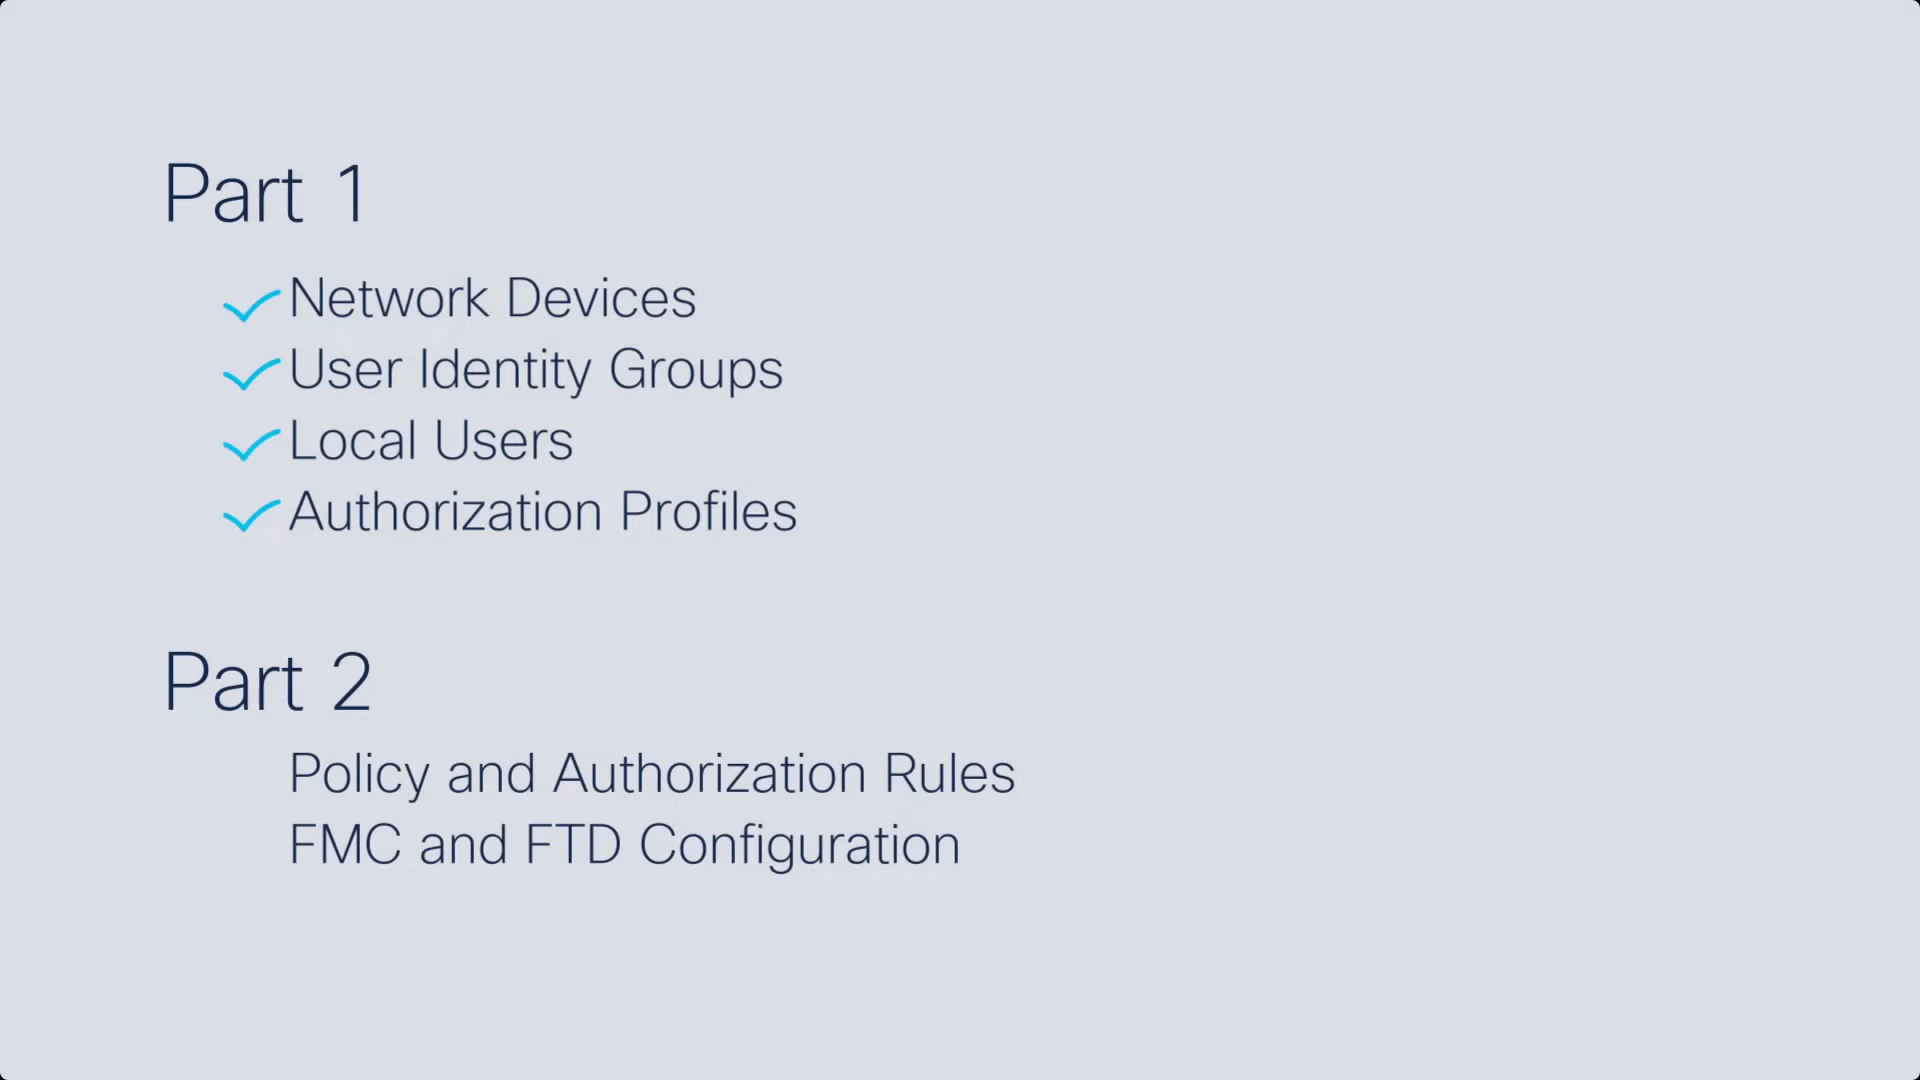 Part 1
Network Devices
User Identity Groups
Local Users
Authorization Profiles
Part 2
Policy and Authorization Rules
FMC and FTD Configuration